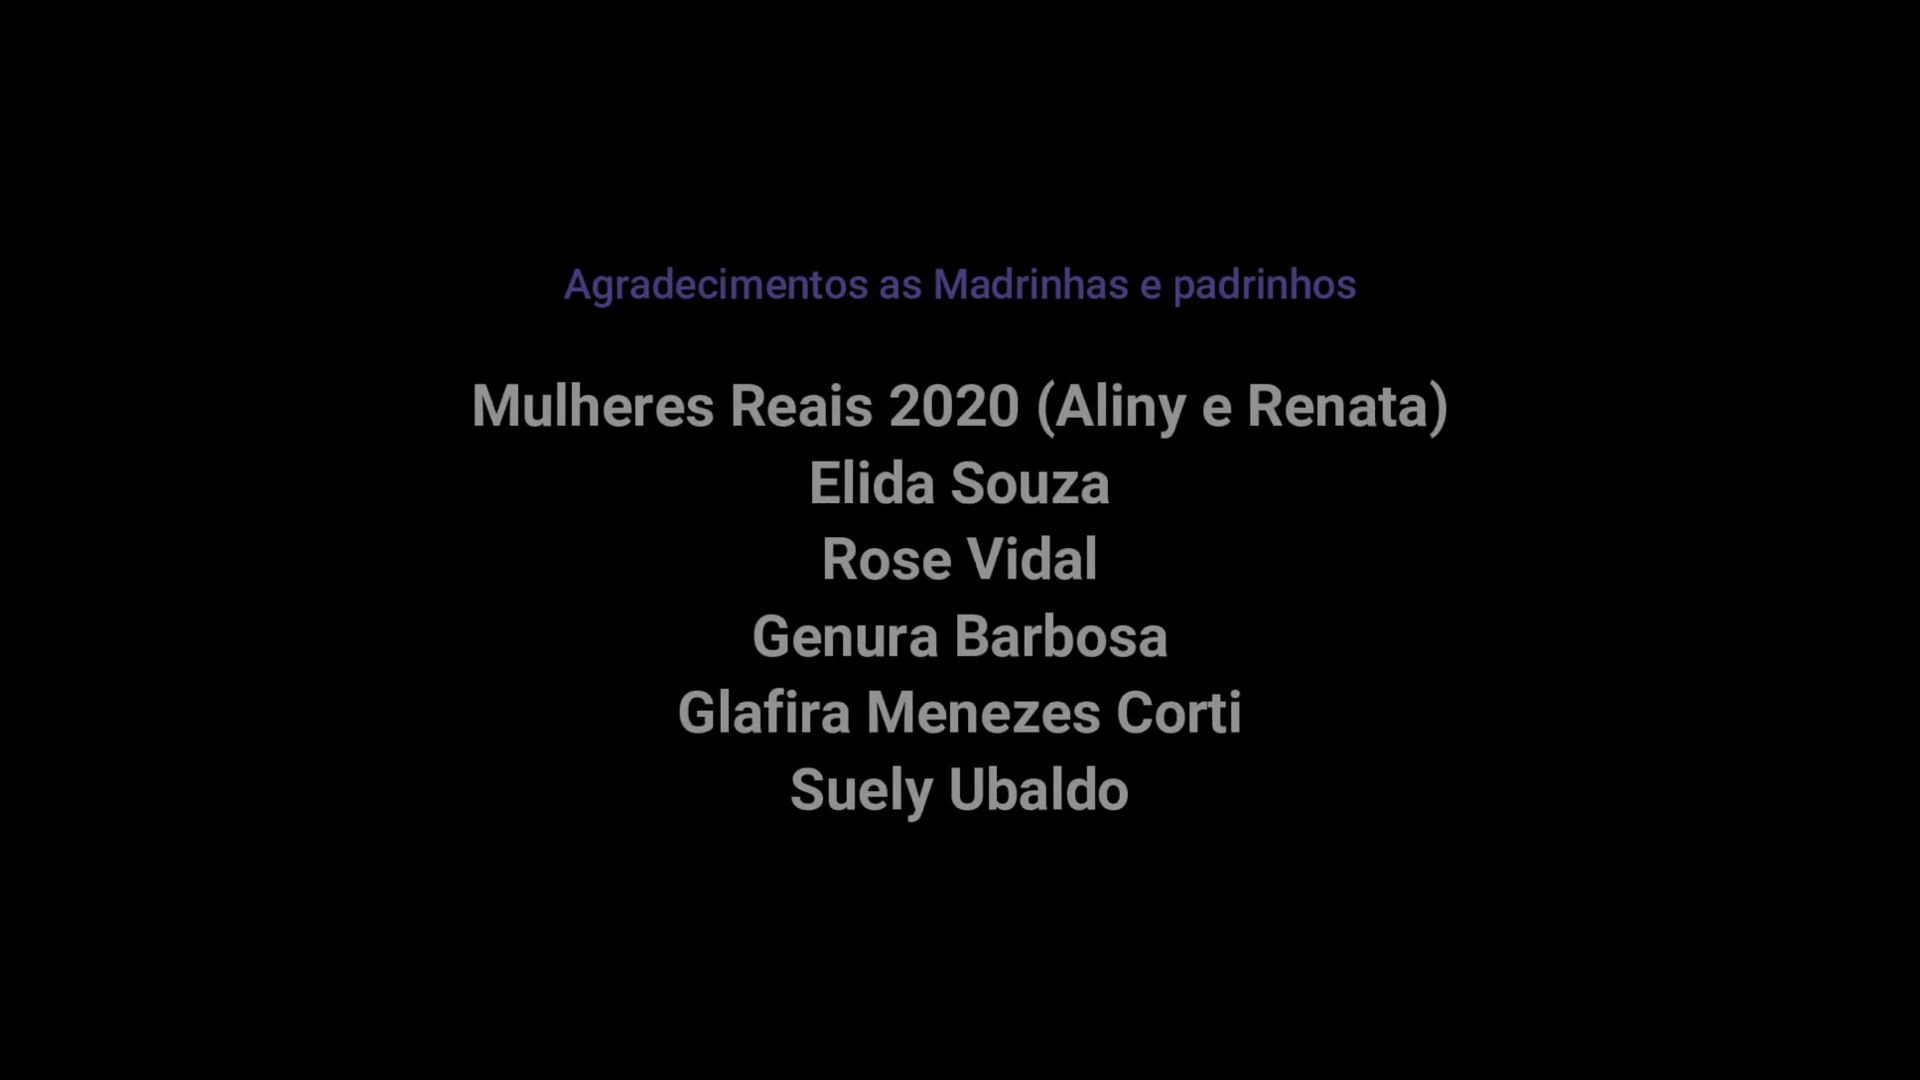 Agradecimentos as Madrinhas e padrinhos
Mulheres Reais 2020 (Aliny e Renata)
Elida Souza
Rose Vidal
Genura Barbosa
Glafira Menezes Corti
Suely Ubaldo